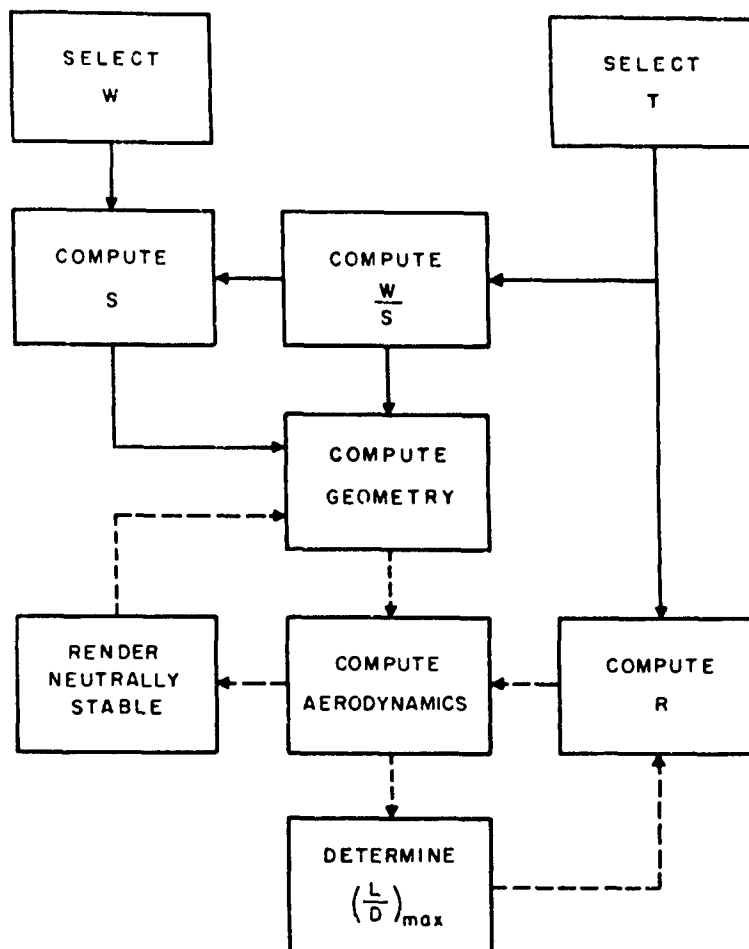 SELECT
W
SELECT
T
COMPUTE
S
COMPUTE
W
S
COMPUTE
GEOMETRY
RENDER
NEUTRALLY
STABLE
COMPUTE
AERODYNAMICS
COMPUTE
R
DETERMINE
(L/D)max